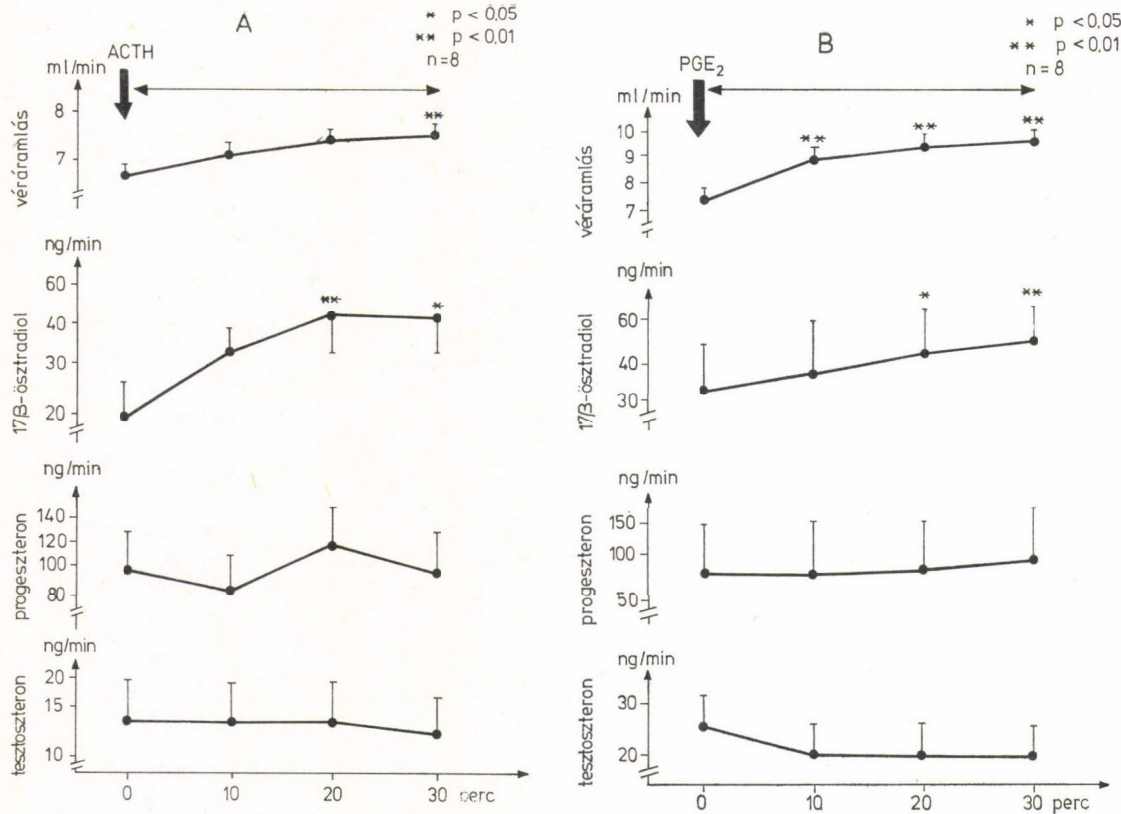 A
* p < 0,05
** p < 0,01
n=8
ACTH
ml/min
8
7
véráramlás
**
ng/min
60
40
30
20
17β-ösztradiol
**
*
ng/min
140
120
100
80
progeszteron
ng/min
20
15
10
tesztoszteron
0 10 20 30 perc
B
* p < 0,05
** p < 0,01
n=8
PGE₂
ml/min
10
9
8
7
véráramlás
**
**
**
ng/min
60
40
30
17β-ösztradiol
*
**
ng/min
150
100
50
progeszteron
ng/min
30
20
tesztoszteron
0 10 20 30 perc